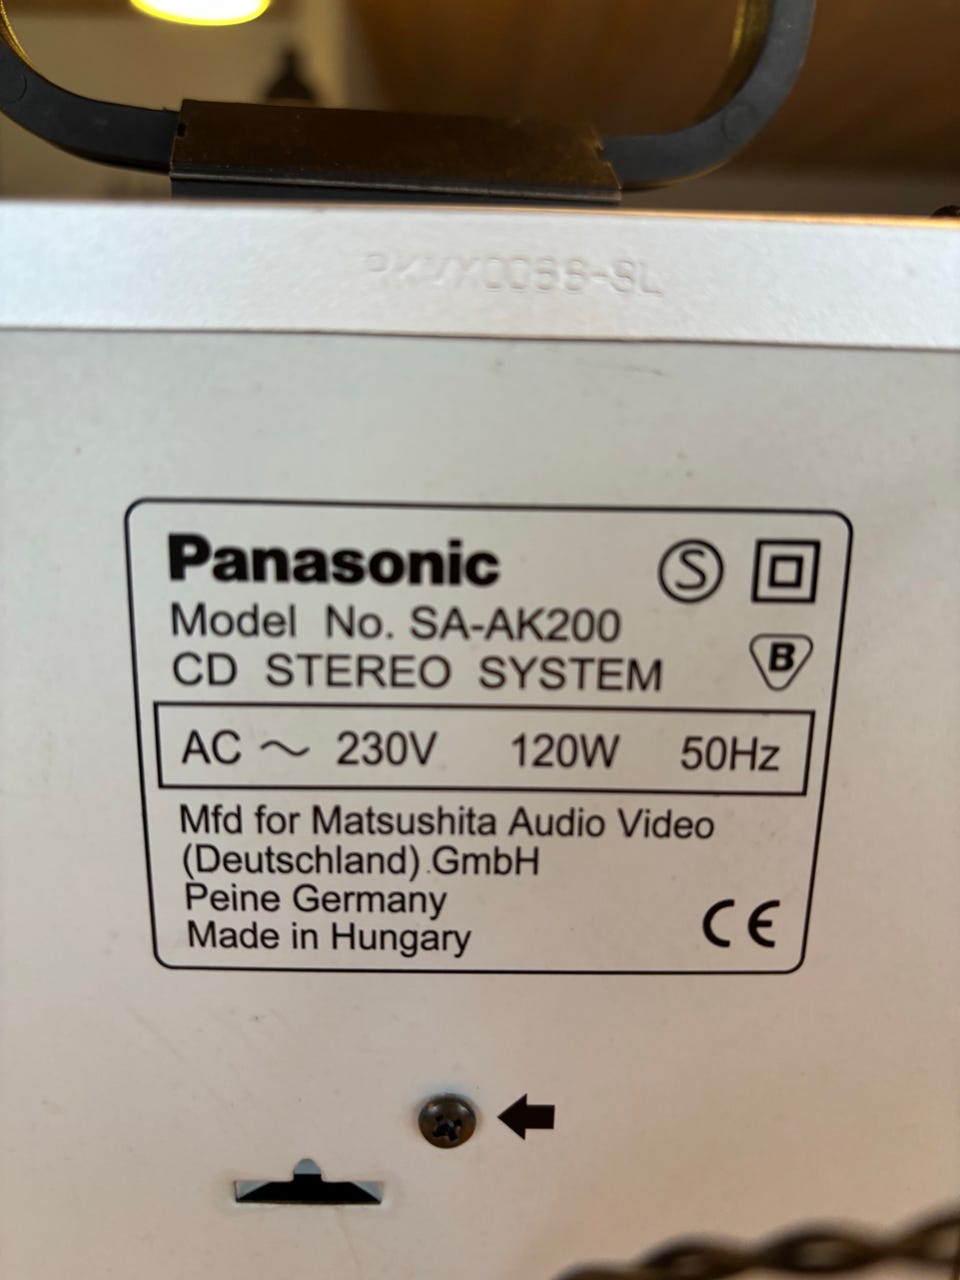 Panasonic
S
Model No. SA-AK200
CD STEREO SYSTEM
B
AC ~ 230V 120W 50Hz
Mfd for Matsushita Audio Video
(Deutschland) GmbH
Peine Germany
Made in Hungary
CE